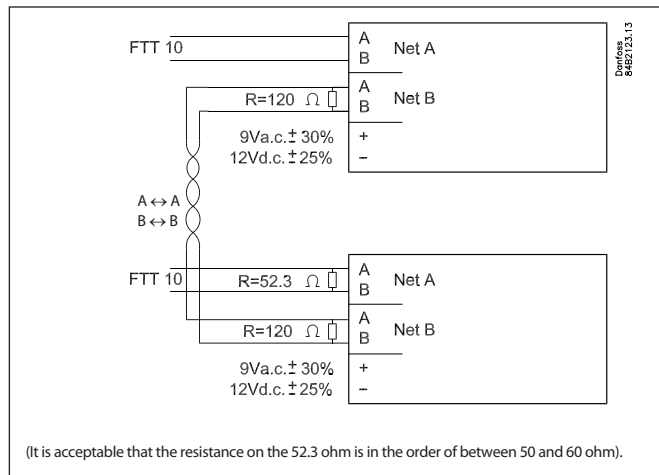 FTT 10
A
B
Net A
Danfoss
84B2123.13
R=120 Ω
A
B
Net B
9Va.c.± 30%
12Vd.c.± 25%
+
−
A ↔ A
B ↔ B
FTT 10
R=52.3 Ω
A
B
Net A
R=120 Ω
A
B
Net B
9Va.c.± 30%
12Vd.c.± 25%
+
−
(It is acceptable that the resistance on the 52.3 ohm is in the order of between 50 and 60 ohm).